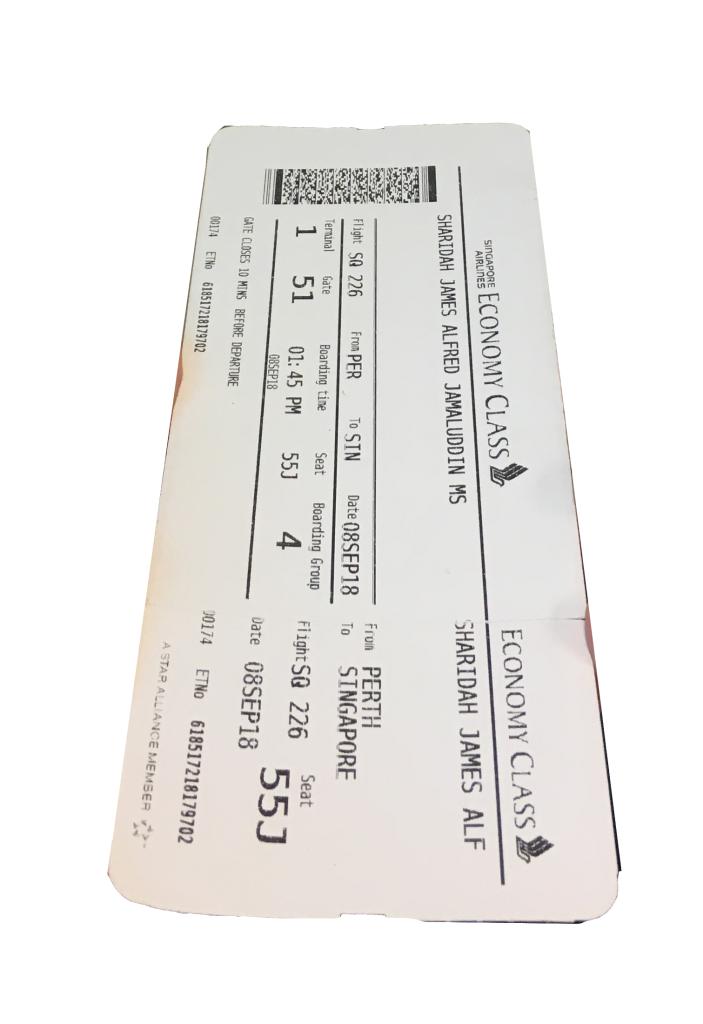 SINGAPORE
AIRLINES ECONOMY CLASS
SHARIDAH JAMES ALFRED JAMALUDDIN MS
Flight SQ 226 From PER To SIN Date 08SEP18
Terminal Gate Boarding time Seat Boarding Group
1 51 01:45 PM 55J 4
08SEP18
GATE CLOSES 10 MINS BEFORE DEPARTURE
00174 ETNo 618517218179702
ECONOMY CLASS
SHARIDAH JAMES ALF
From PERTH
To SINGAPORE
Flight SQ 226 Seat
Date 08SEP18 55J
00174 ETNo 618517218179702
A STAR ALLIANCE MEMBER